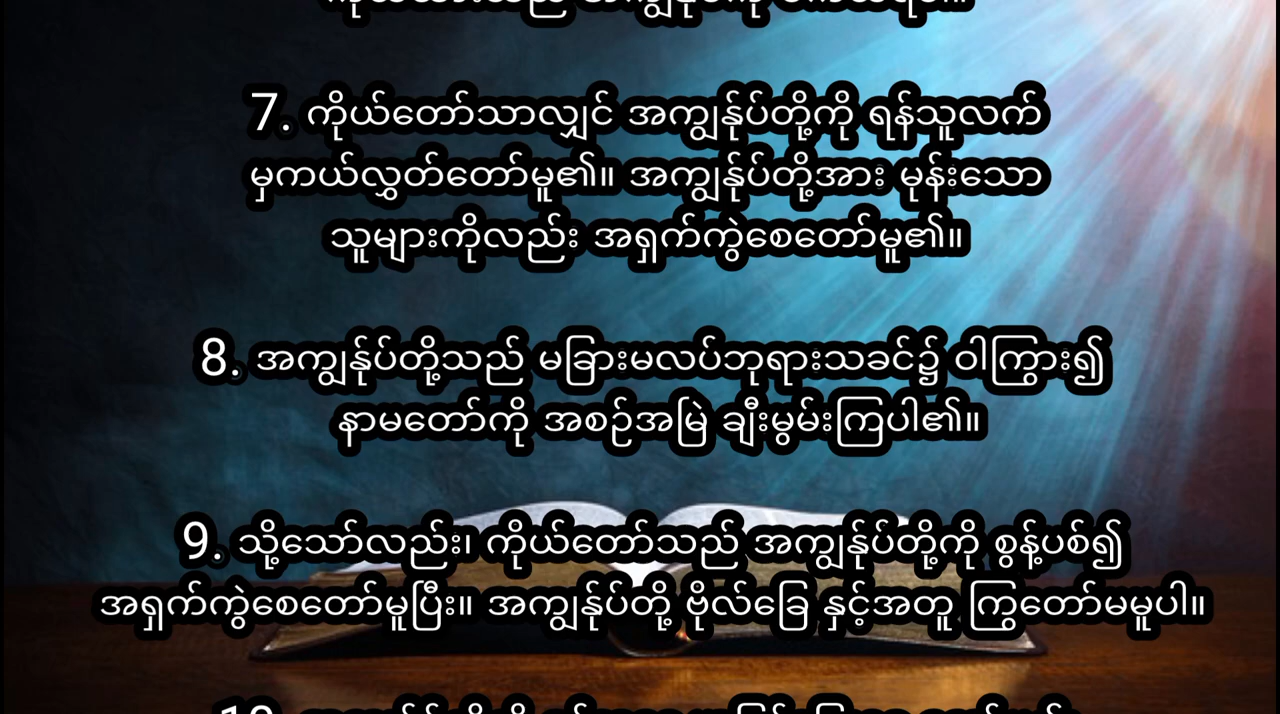 7. ကိုယ်တော်သာလျှင် အကျွန်ုပ်တို့ကို ရန်သူလက်
မှကယ်လွှတ်တော်မူ၏။ အကျွန်ုပ်တို့အား မုန်းသော
သူများကိုလည်း အရှက်ကွဲစေတော်မူ၏။
8. အကျွန်ုပ်တို့သည် မခြားမလပ်ဘုရားသခင်၌ ဝါကြွား၍
နာမတော်ကို အစဉ်အမြဲ ချီးမွမ်းကြပါ၏။
9. သို့သော်လည်း၊ ကိုယ်တော်သည် အကျွန်ုပ်တို့ကို စွန့်ပစ်၍
အရှက်ကွဲစေတော်မူပြီး။ အကျွန်ုပ်တို့ ဗိုလ်ခြေ နှင့်အတူ ကြွတော်မမူပါ။